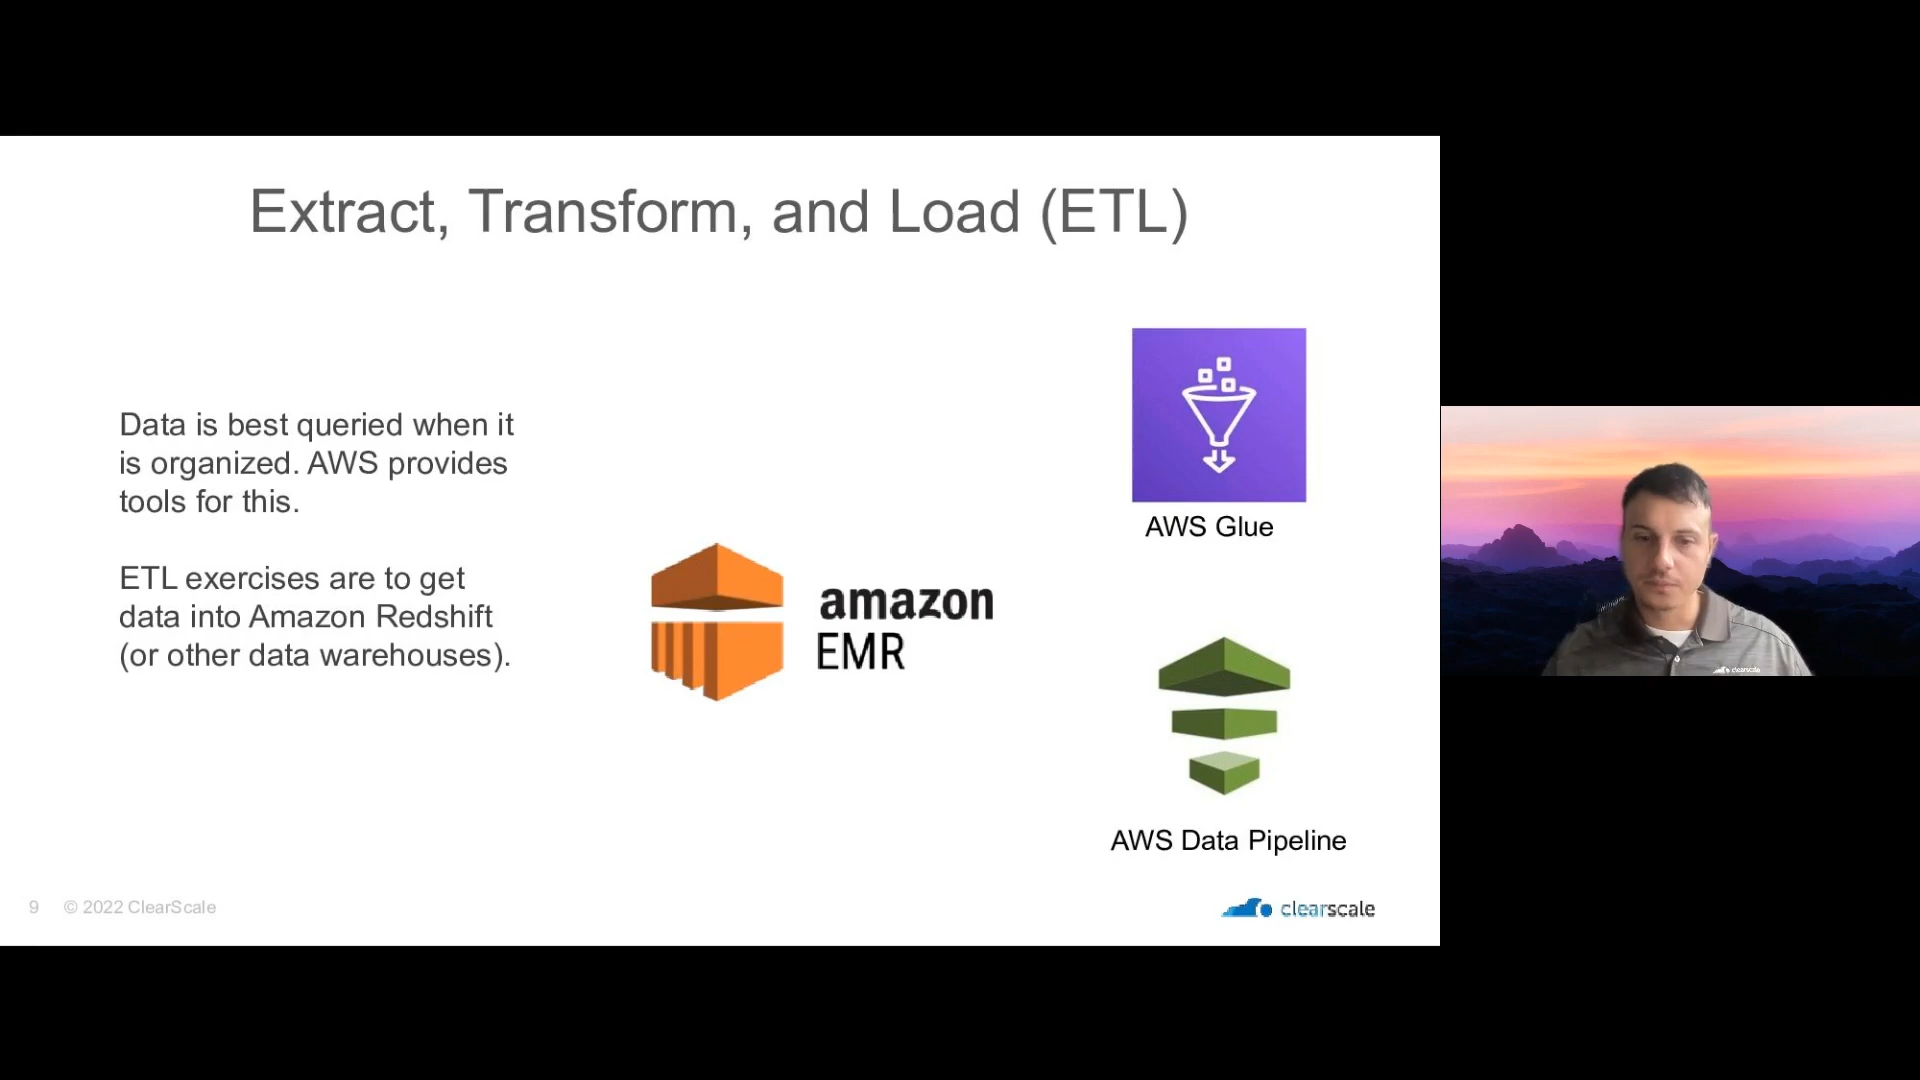 Extract, Transform, and Load (ETL)
Data is best queried when it
is organized. AWS provides
tools for this.
ETL exercises are to get
data into Amazon Redshift
(or other data warehouses).
amazon
EMR
AWS Glue
AWS Data Pipeline
9 © 2022 ClearScale
clearscale
clearscale